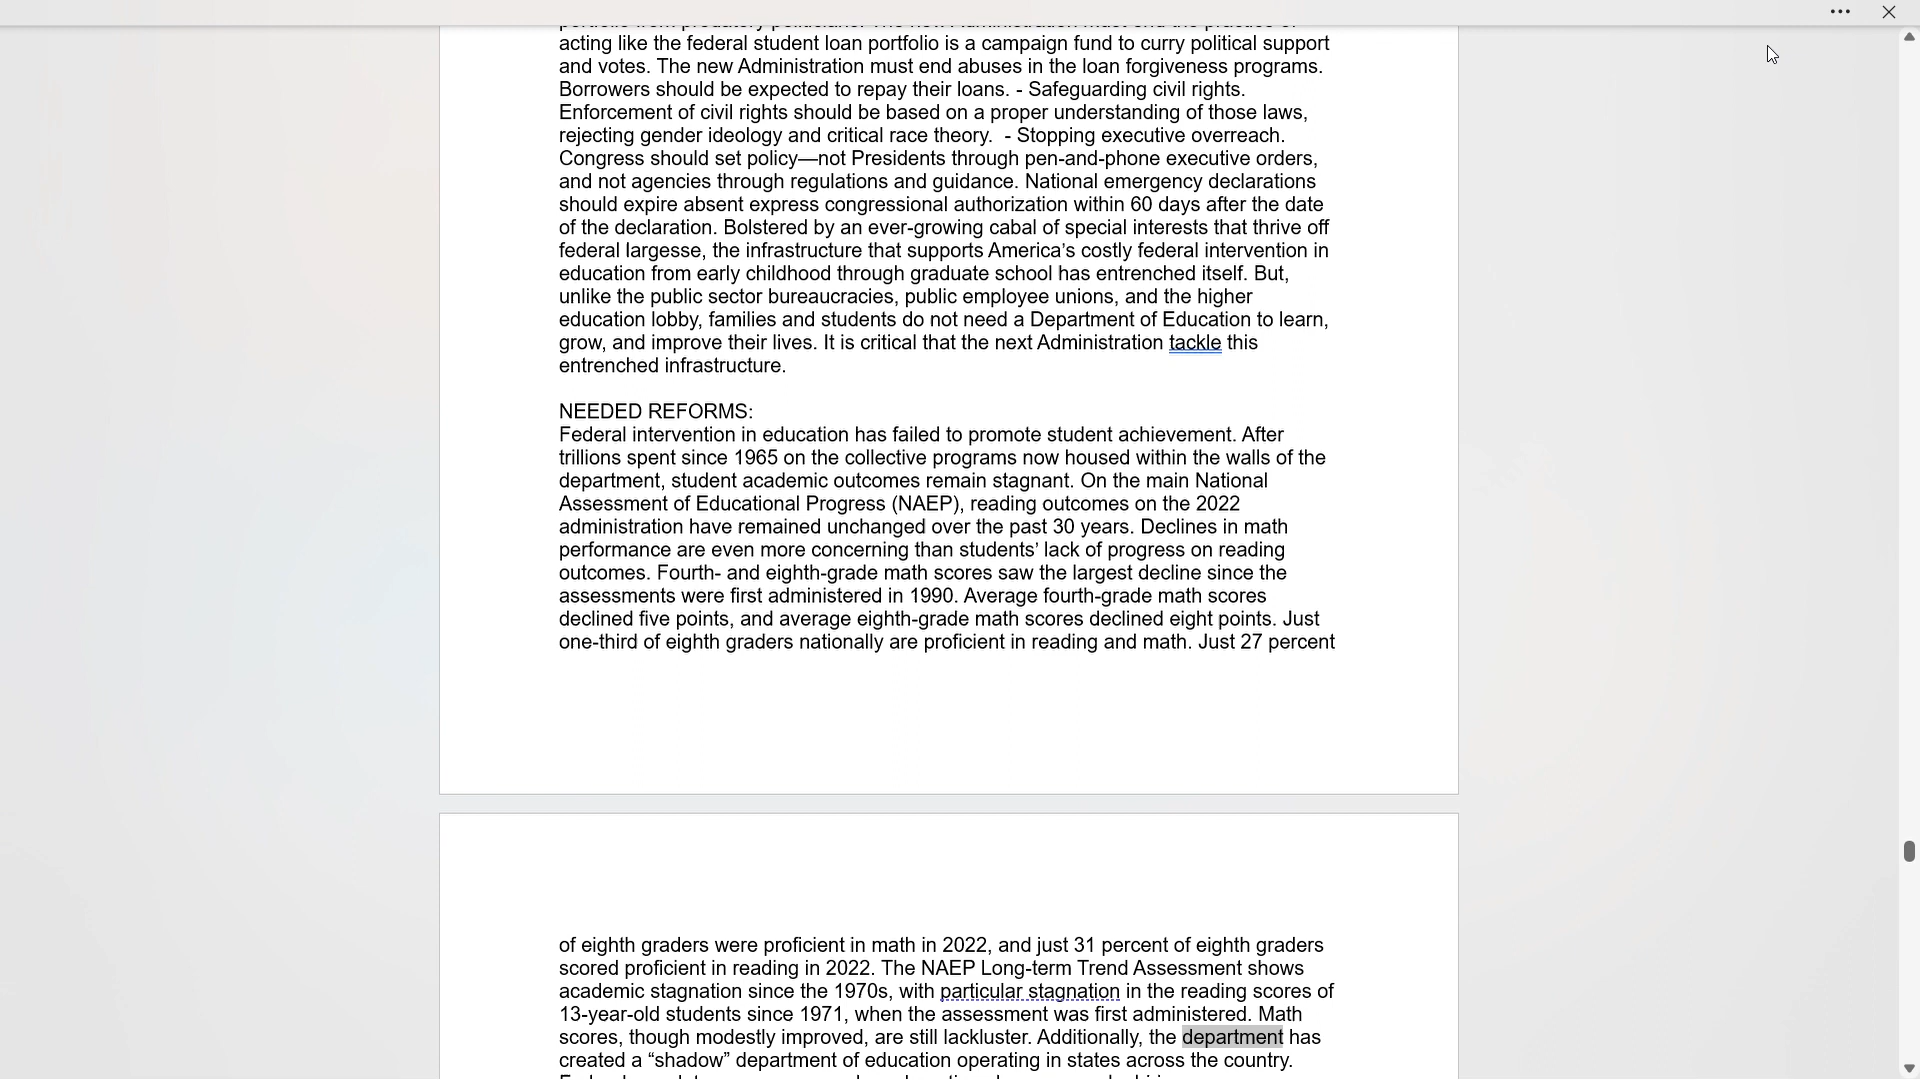 acting like the federal student loan portfolio is a campaign fund to curry political support
and votes. The new Administration must end abuses in the loan forgiveness programs.
Borrowers should be expected to repay their loans. - Safeguarding civil rights.
Enforcement of civil rights should be based on a proper understanding of those laws,
rejecting gender ideology and critical race theory.  - Stopping executive overreach.
Congress should set policy—not Presidents through pen-and-phone executive orders,
and not agencies through regulations and guidance. National emergency declarations
should expire absent express congressional authorization within 60 days after the date
of the declaration. Bolstered by an ever-growing cabal of special interests that thrive off
federal largesse, the infrastructure that supports America’s costly federal intervention in
education from early childhood through graduate school has entrenched itself. But,
unlike the public sector bureaucracies, public employee unions, and the higher
education lobby, families and students do not need a Department of Education to learn,
grow, and improve their lives. It is critical that the next Administration tackle this
entrenched infrastructure.
NEEDED REFORMS:
Federal intervention in education has failed to promote student achievement. After
trillions spent since 1965 on the collective programs now housed within the walls of the
department, student academic outcomes remain stagnant. On the main National
Assessment of Educational Progress (NAEP), reading outcomes on the 2022
administration have remained unchanged over the past 30 years. Declines in math
performance are even more concerning than students’ lack of progress on reading
outcomes. Fourth- and eighth-grade math scores saw the largest decline since the
assessments were first administered in 1990. Average fourth-grade math scores
declined five points, and average eighth-grade math scores declined eight points. Just
one-third of eighth graders nationally are proficient in reading and math. Just 27 percent
of eighth graders were proficient in math in 2022, and just 31 percent of eighth graders
scored proficient in reading in 2022. The NAEP Long-term Trend Assessment shows
academic stagnation since the 1970s, with particular stagnation in the reading scores of
13-year-old students since 1971, when the assessment was first administered. Math
scores, though modestly improved, are still lackluster. Additionally, the department has
created a “shadow” department of education operating in states across the country.